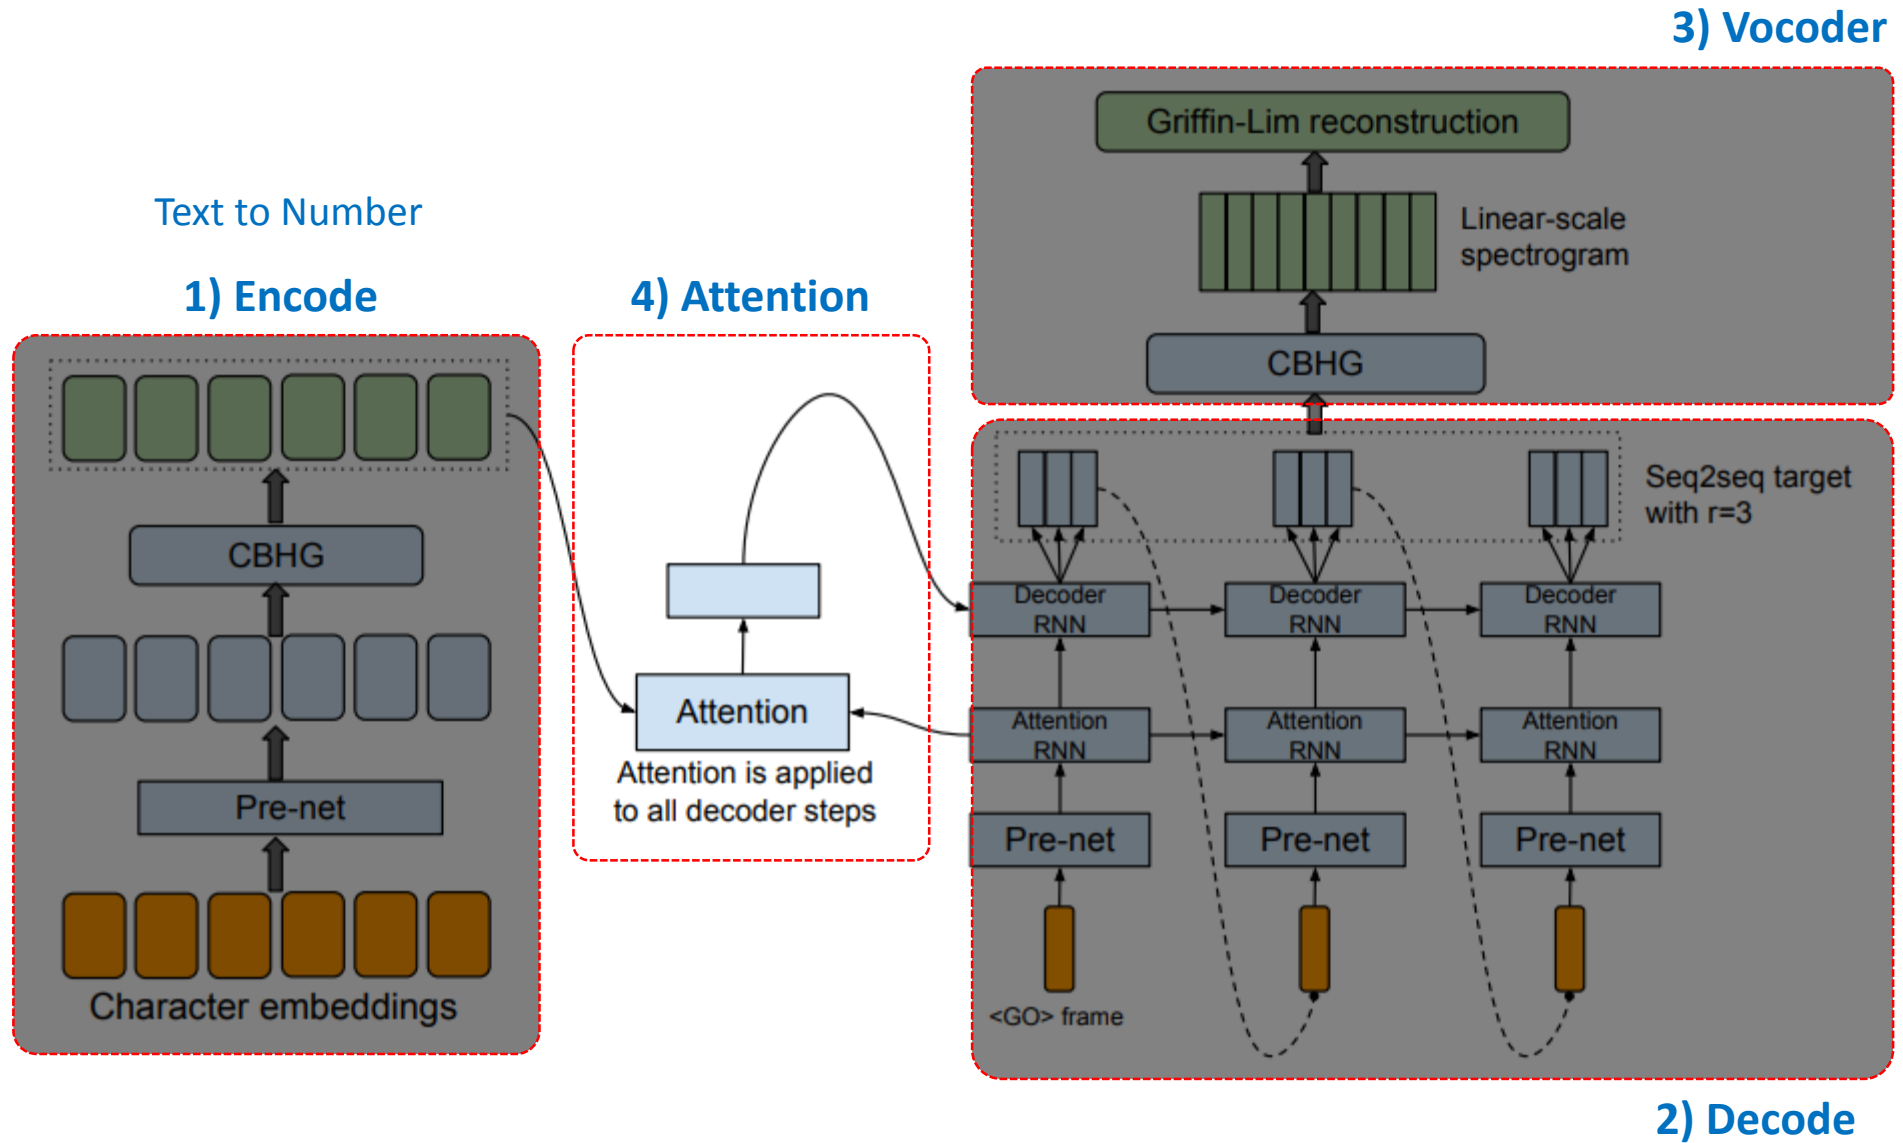 3) Vocoder
Griffin-Lim reconstruction
Linear-scale
spectrogram
CBHG
Text to Number
1) Encode
CBHG
Pre-net
Character embeddings
4) Attention
Attention
Attention is applied
to all decoder steps
Seq2seq target
with r=3
Decoder
RNN
Decoder
RNN
Decoder
RNN
Attention
RNN
Attention
RNN
Attention
RNN
Pre-net
Pre-net
Pre-net
<GO> frame
2) Decode